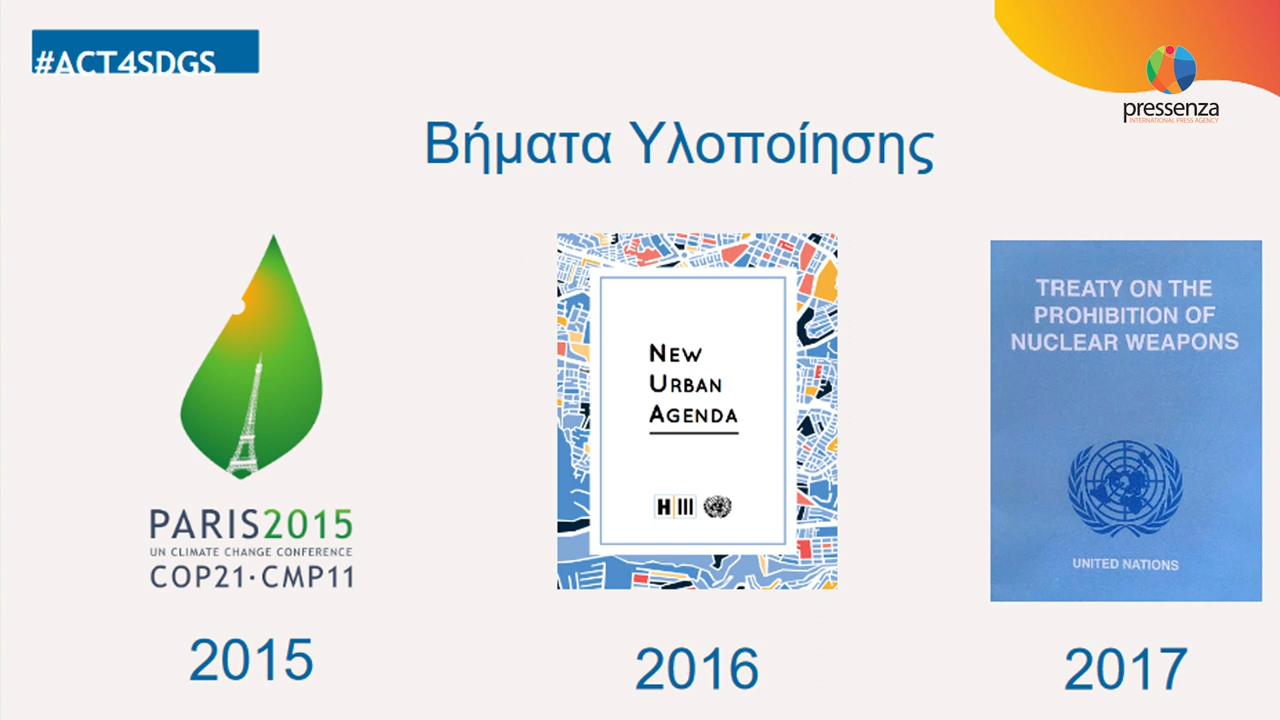 #ACT4SDGS
pressenza
INTERNATIONAL PRESS AGENCY
Βήματα Υλοποίησης
PARIS2015
UN CLIMATE CHANGE CONFERENCE
COP21·CMP11
2015
NEW
URBAN
AGENDA
H III
2016
TREATY ON THE
PROHIBITION OF
NUCLEAR WEAPONS
UNITED NATIONS
2017